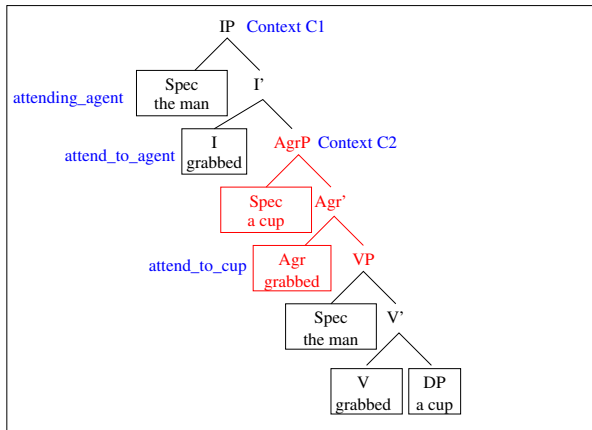 IP Context C1
Spec
the man
I'
attending_agent
I
grabbed
attend_to_agent
AgrP Context C2
Spec
a cup
Agr'
Agr
grabbed
attend_to_cup
VP
Spec
the man
V'
V
grabbed
DP
a cup